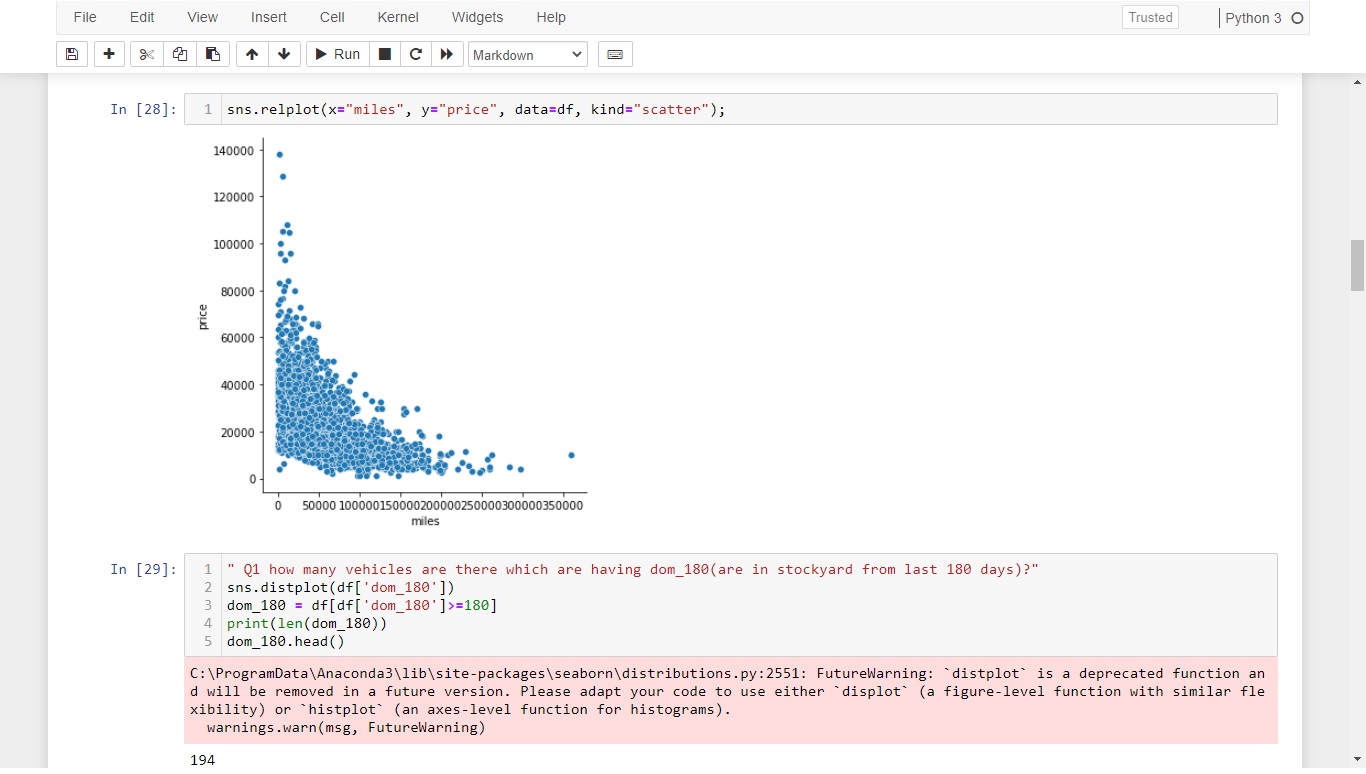 File Edit View Insert Cell Kernel Widgets Help Trusted Python 3
Run Markdown
In [28]: 1 sns.relplot(x="miles", y="price", data=df, kind="scatter");
140000
120000
100000
80000
60000
40000
20000
0
price
0 50000 100000 150000 200000 250000 300000 350000
miles
In [29]: 1 " Q1 how many vehicles are there which are having dom_180(are in stockyard from last 180 days)?"
2 sns.distplot(df['dom_180'])
3 dom_180 = df[df['dom_180']>=180]
4 print(len(dom_180))
5 dom_180.head()
C:\ProgramData\Anaconda3\lib\site-packages\seaborn\distributions.py:2551: FutureWarning: `distplot` is a deprecated function an
d will be removed in a future version. Please adapt your code to use either `displot` (a figure-level function with similar fle
xibility) or `histplot` (an axes-level function for histograms).
warnings.warn(msg, FutureWarning)
194